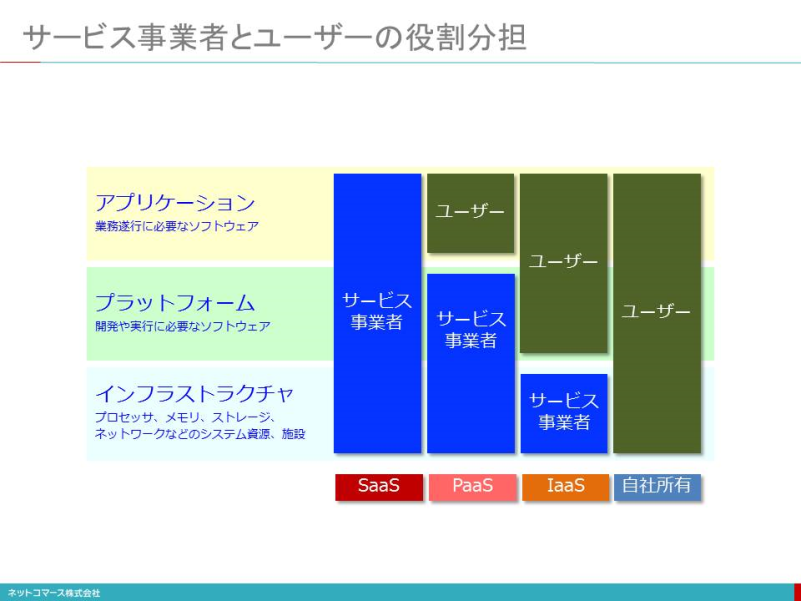 サービス事業者とユーザーの役割分担
アプリケーション
業務遂行に必要なソフトウェア
プラットフォーム
開発や実行に必要なソフトウェア
インフラストラクチャ
プロセッサ、メモリ、ストレージ、
ネットワークなどのシステム資源、施設
サービス
事業者
ユーザー
サービス
事業者
ユーザー
サービス
事業者
ユーザー
SaaS
PaaS
IaaS
自社所有
ネットコマース株式会社